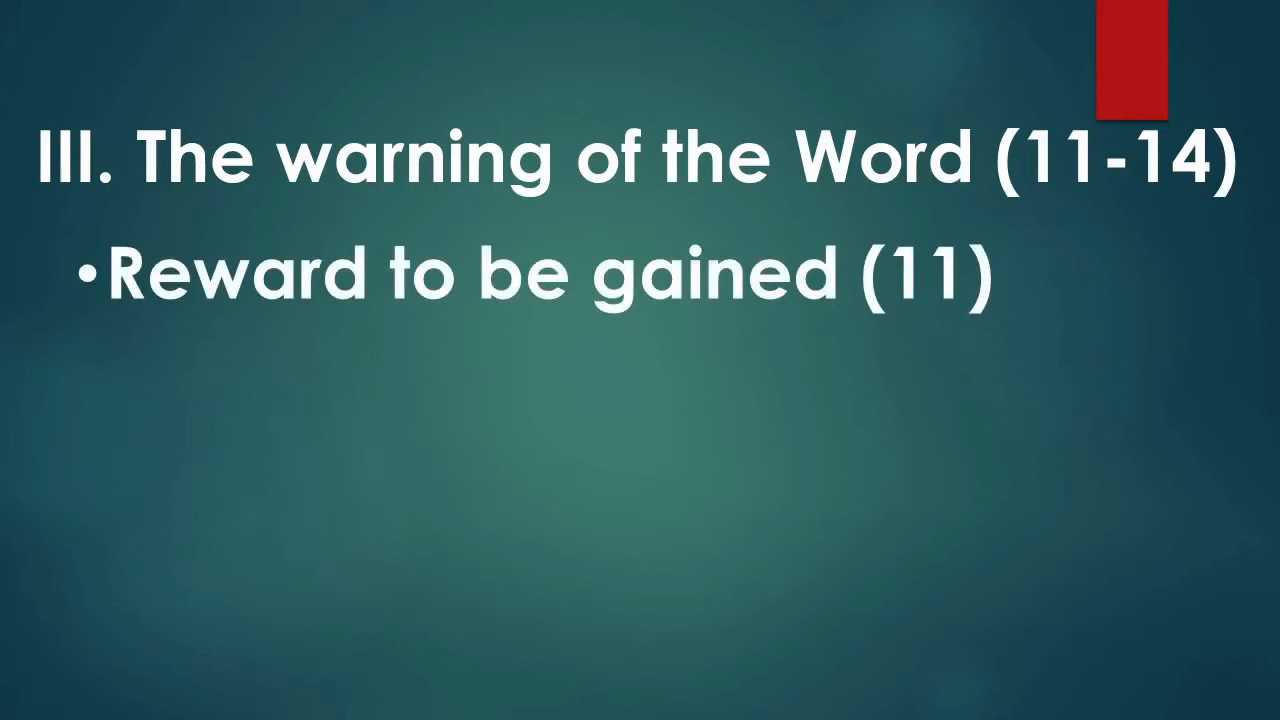 III. The warning of the Word (11-14)
•Reward to be gained (11)